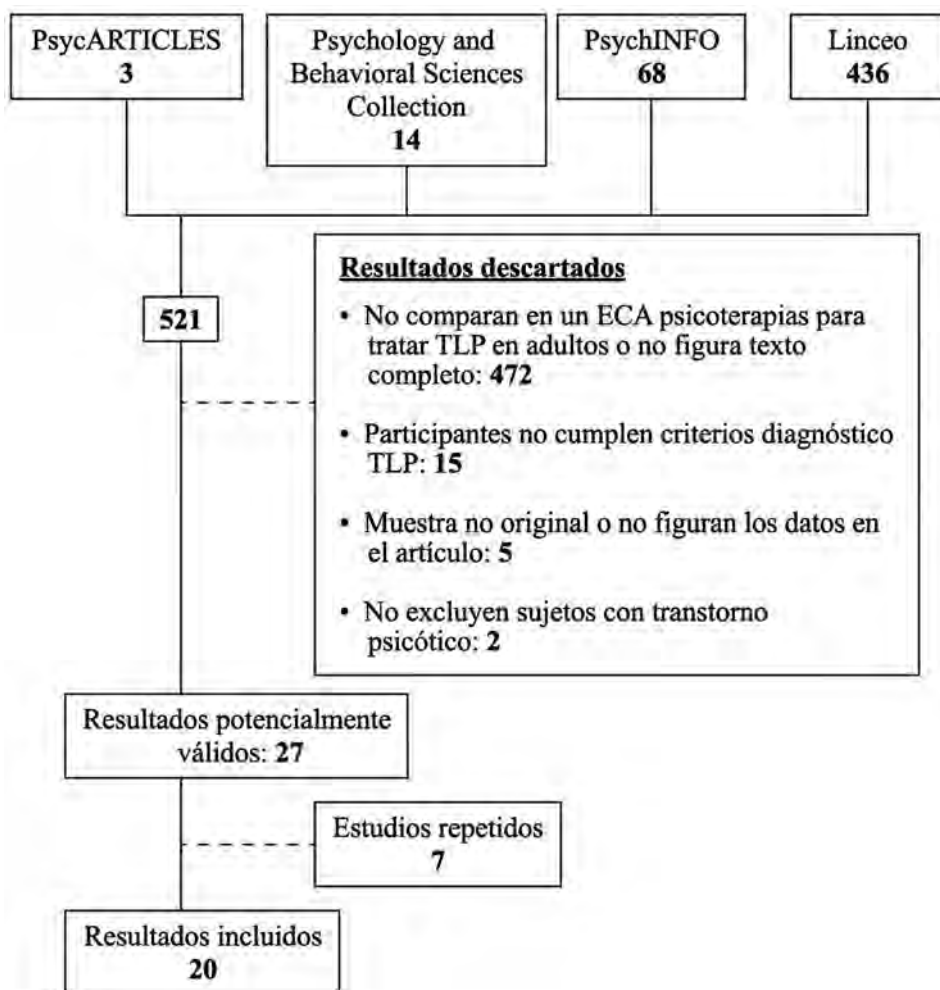 PsycARTICLES
3
Psychology and
Behavioral Sciences
Collection
14
PsychINFO
68
Linceo
436
521
Resultados descartados
• No comparan en un ECA psicoterapias para
tratar TLP en adultos o no figura texto
completo: 472
• Participantes no cumplen criterios diagnóstico
TLP: 15
• Muestra no original o no figuran los datos en
el artículo: 5
• No excluyen sujetos con transtorno
psicótico: 2
Resultados potencialmente
válidos: 27
Estudios repetidos
7
Resultados incluidos
20